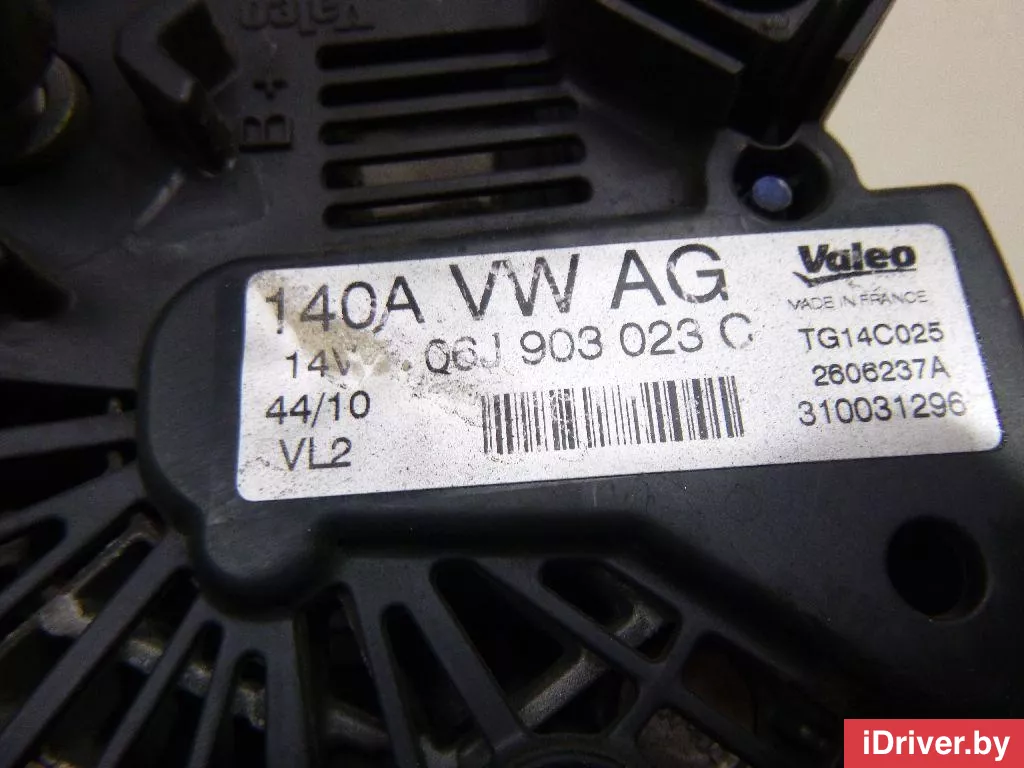 Valeo
B+
140A VW AG
14V 06J 903 023 C
44/10
VL2
Valeo
MADE IN FRANCE
TG14C025
2606237A
310031296
iDriver.by